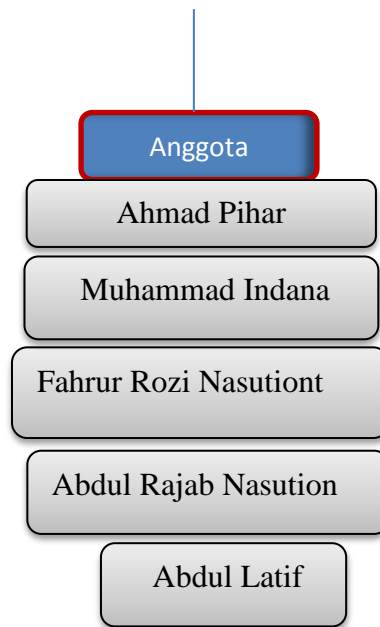 Anggota
Ahmad Pihar
Muhammad Indana
Fahrur Rozi Nasutiont
Abdul Rajab Nasution
Abdul Latif